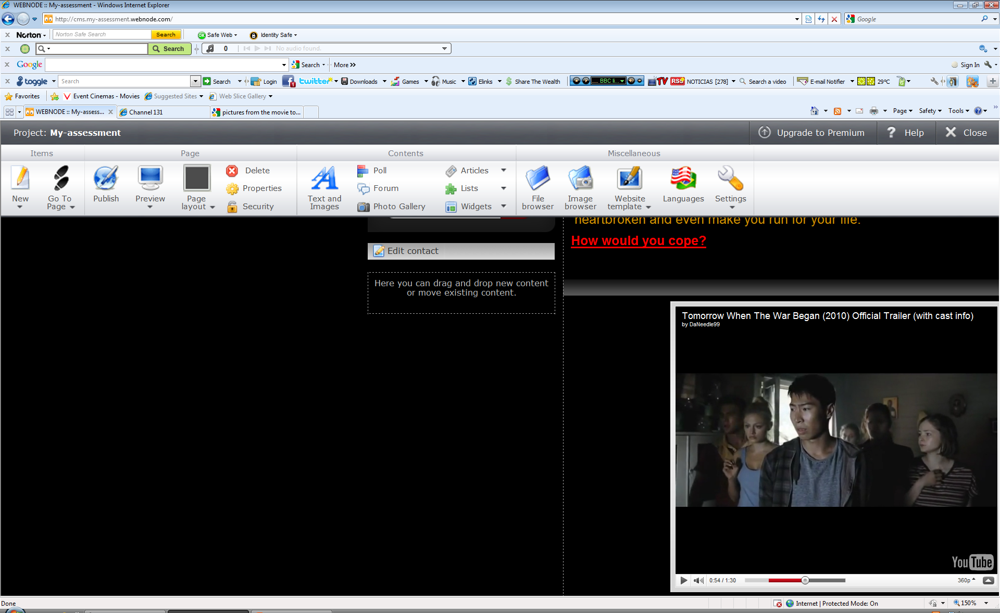 WEBNODE :: My-assessment - Windows Internet Explorer
http://cms.my-assessment.webnode.com/
Google
Norton
Norton Safe Search
Search
OK Safe Web
Identity Safe
Search
0
No audio found.
Google
Search
More »
Sign In
toggle
Search
Search
Login
1
twitter
Downloads
Games
Music
Elinks
Share The Wealth
.... BBC li...
TV
RSS
NOTICIAS [278]
Search a video
E-mail Notifier
29°C
Favorites
Event Cinemas - Movies
Suggested Sites
Web Slice Gallery
WEBNODE :: My-assess...
Channel 131
pictures from the movie to...
Page
Safety
Tools
Project: My-assessment
Upgrade to Premium
? Help
Close
Items
Page
Contents
Miscellaneous
New
Go To
Page
Publish
Preview
Page
layout
Delete
Properties
Security
Text and
Images
Poll
Forum
Photo Gallery
Articles
Lists
Widgets
File
browser
Image
browser
Website
template
Languages
Settings
heartbroken and even make you run for your life.
How would you cope?
Edit contact
Here you can drag and drop new content
or move existing content.
Tomorrow When The War Began (2010) Official Trailer (with cast info)
by DaNeedle99
YouTube
0:54 / 1:30
360p
Done
Internet | Protected Mode: On
150%